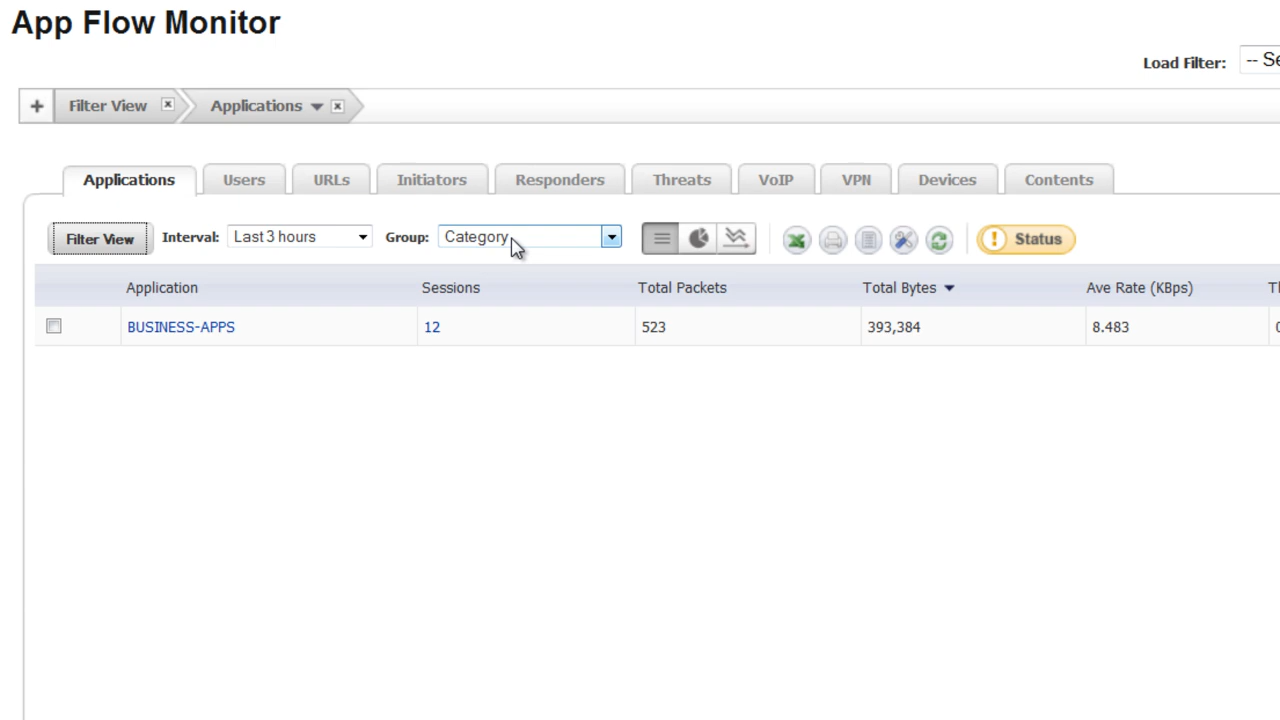 App Flow Monitor
Load Filter: -- Se
+ Filter View Applications
Applications Users URLs Initiators Responders Threats VoIP VPN Devices Contents
Filter View Interval: Last 3 hours Group: Category Status
Application Sessions Total Packets Total Bytes Ave Rate (KBps)
BUSINESS-APPS 12 523 393,384 8.483